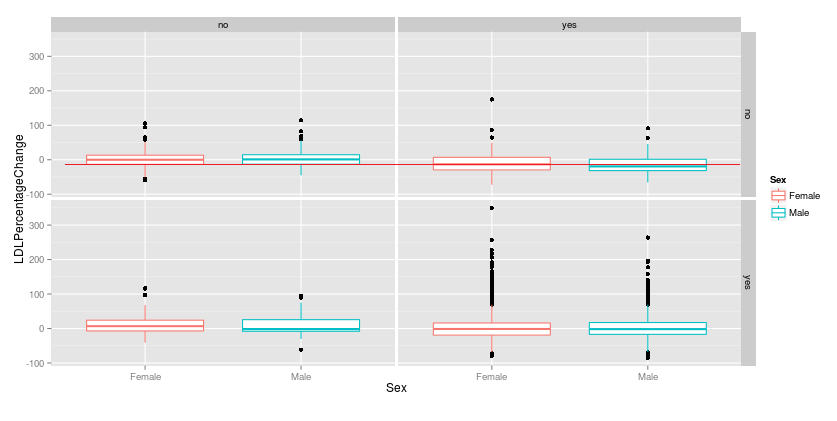 no yes
300
200
100
0
-100
no
LDLPercentageChange
300
200
100
0
-100
yes
Female Male Female Male
Sex
Sex
Female
Male